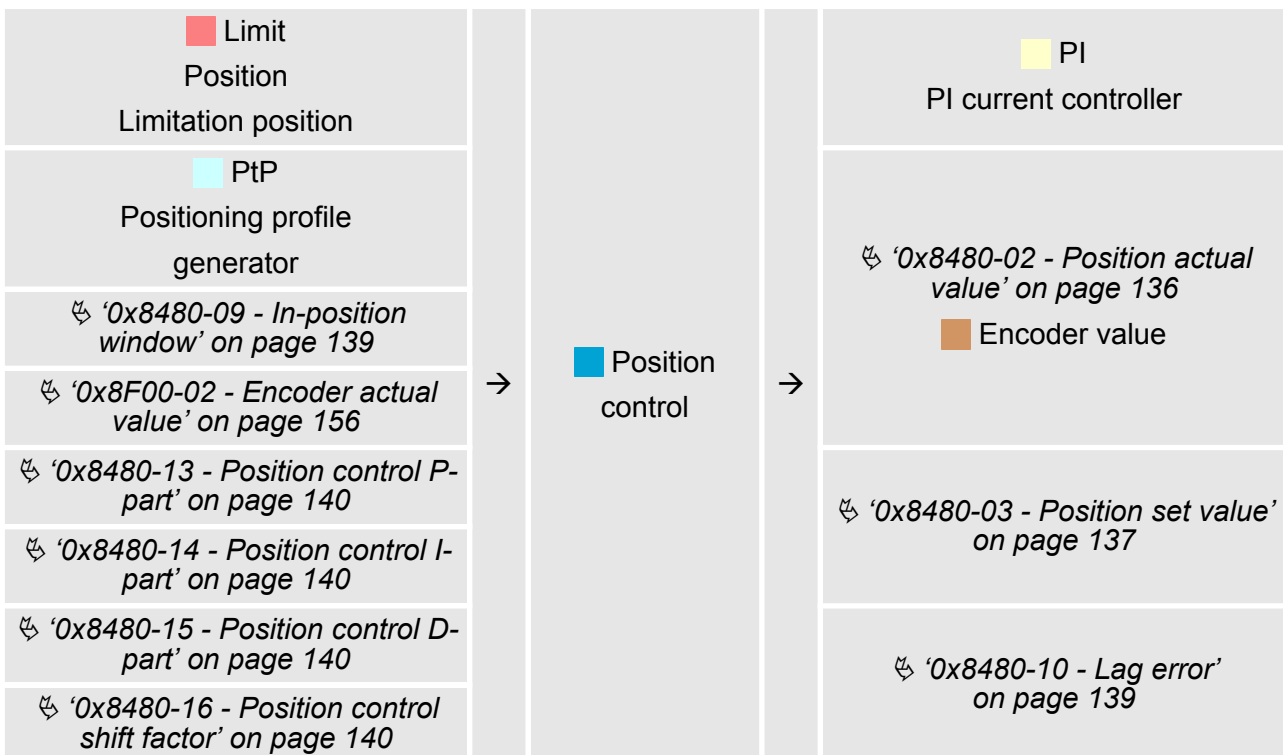 Limit
Position
Limitation position
PtP
Positioning profile
generator
'0x8480-09 - In-position
window' on page 139
'0x8F00-02 - Encoder actual
value' on page 156
'0x8480-13 - Position control P-
part' on page 140
'0x8480-14 - Position control I-
part' on page 140
'0x8480-15 - Position control D-
part' on page 140
'0x8480-16 - Position control
shift factor' on page 140
→
Position
control
→
PI
PI current controller
'0x8480-02 - Position actual
value' on page 136
Encoder value
'0x8480-03 - Position set value'
on page 137
'0x8480-10 - Lag error'
on page 139